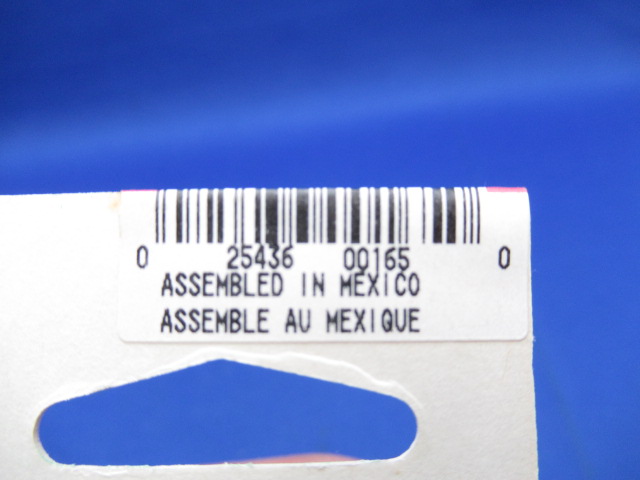 0 25436 00165 0
ASSEMBLED IN MEXICO
ASSEMBLE AU MEXIQUE